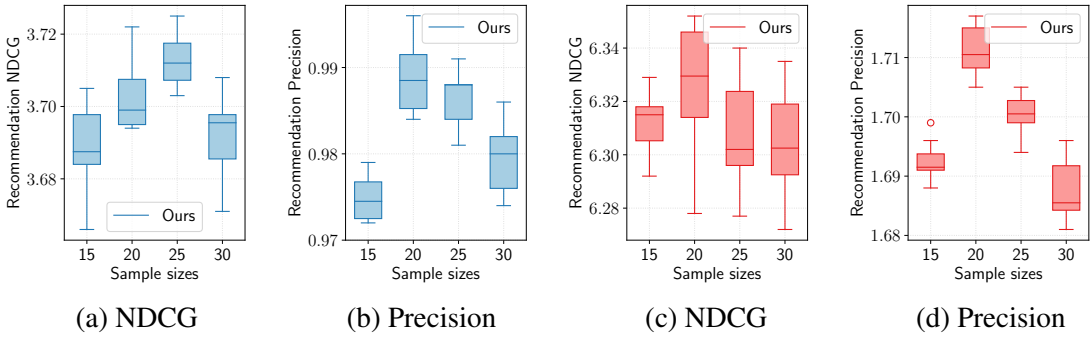 Recommendation NDCG
3.72
3.70
3.68
Ours
15 20 25 30
Sample sizes
(a) NDCG
Recommendation Precision
0.99
0.98
0.97
Ours
15 20 25 30
Sample sizes
(b) Precision
Recommendation NDCG
6.34
6.32
6.30
6.28
Ours
15 20 25 30
Sample sizes
(c) NDCG
Recommendation Precision
1.71
1.70
1.69
1.68
Ours
15 20 25 30
Sample sizes
(d) Precision